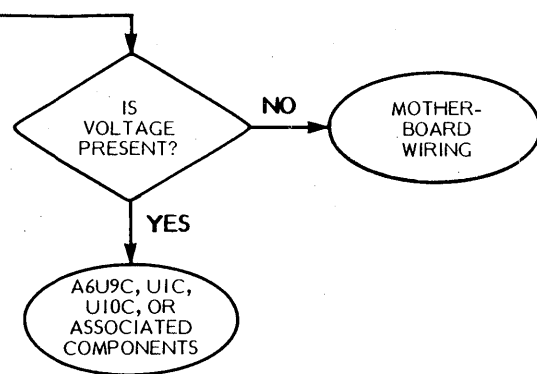 IS
VOLTAGE
PRESENT?
NO
MOTHER-
BOARD
WIRING
YES
A6U9C, U1C,
U10C, OR
ASSOCIATED
COMPONENTS